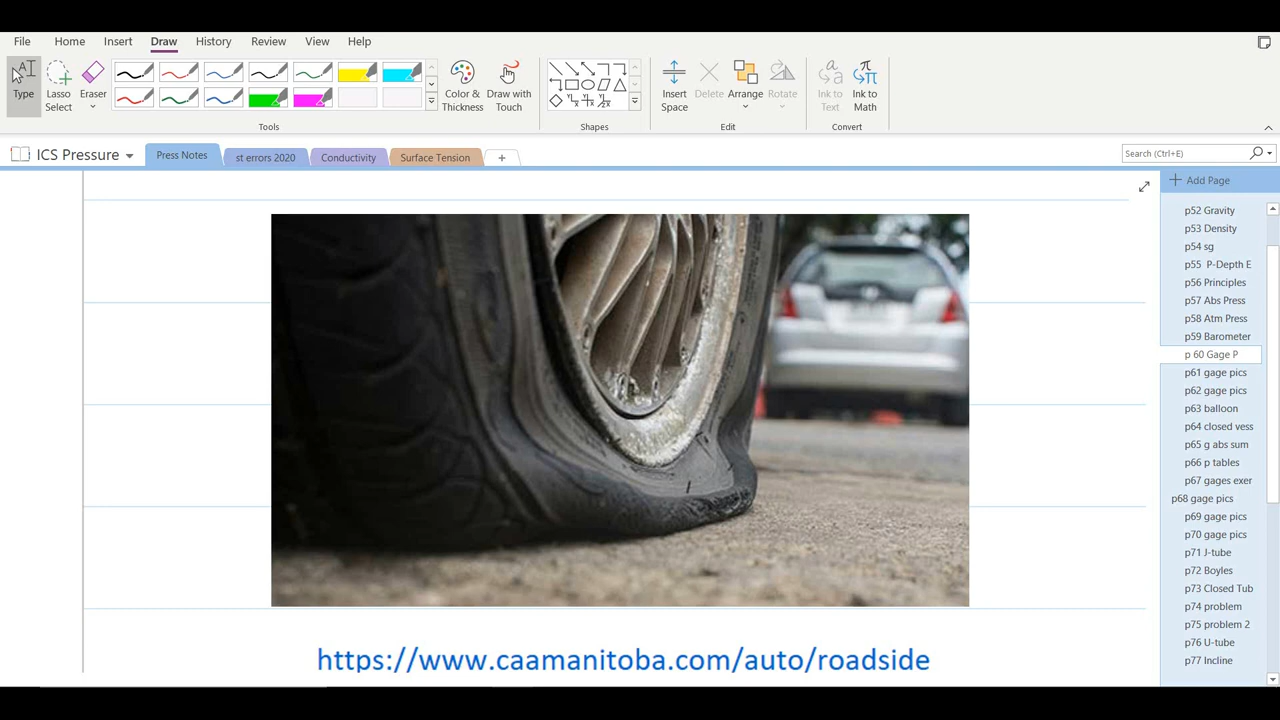 File Home Insert Draw History Review View Help
Type
Lasso Select
Eraser
Color & Thickness
Draw with Touch
Insert Space
Delete
Arrange
Rotate
Ink to Text
Ink to Math
Tools Shapes Edit Convert
ICS Pressure Press Notes st errors 2020 Conductivity Surface Tension + Search (Ctrl+E)
Add Page
p52 Gravity
p53 Density
p54 sg
p55 P-Depth E
p56 Principles
p57 Abs Press
p58 Atm Press
p59 Barometer
p 60 Gage P
p61 gage pics
p62 gage pics
p63 balloon
p64 closed vess
p65 g abs sum
p66 p tables
p67 gages exer
p68 gage pics
p69 gage pics
p70 gage pics
p71 J-tube
p72 Boyles
p73 Closed Tub
p74 problem
p75 problem 2
p76 U-tube
p77 Incline
https://www.caamanitoba.com/auto/roadside